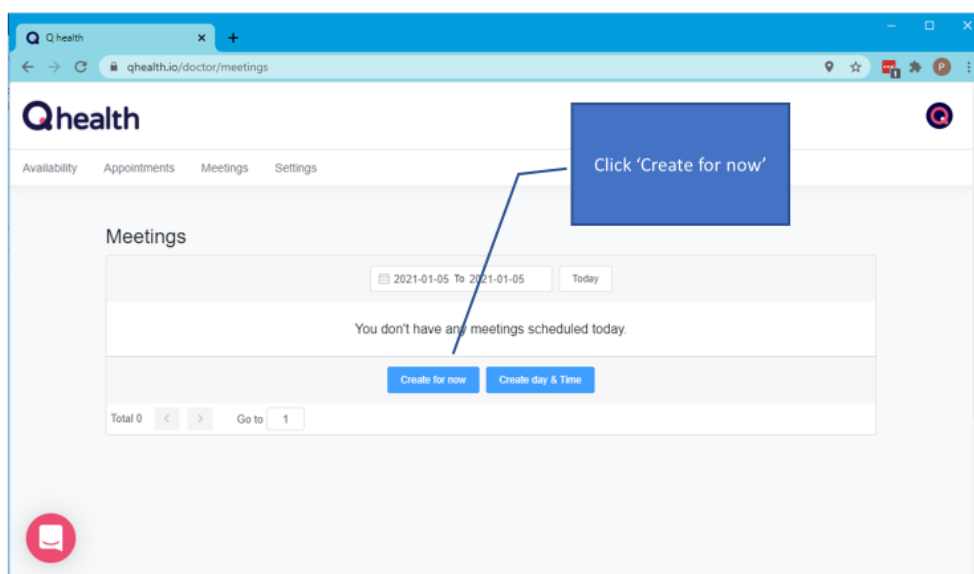 Q health
qhealth.io/doctor/meetings
1
P
Qhealth
Q
Availability Appointments Meetings Settings
Click ‘Create for now’
Meetings
2021-01-05 To 2021-01-05 Today
You don't have any meetings scheduled today.
Create for now Create day & Time
Total 0 < > Go to 1